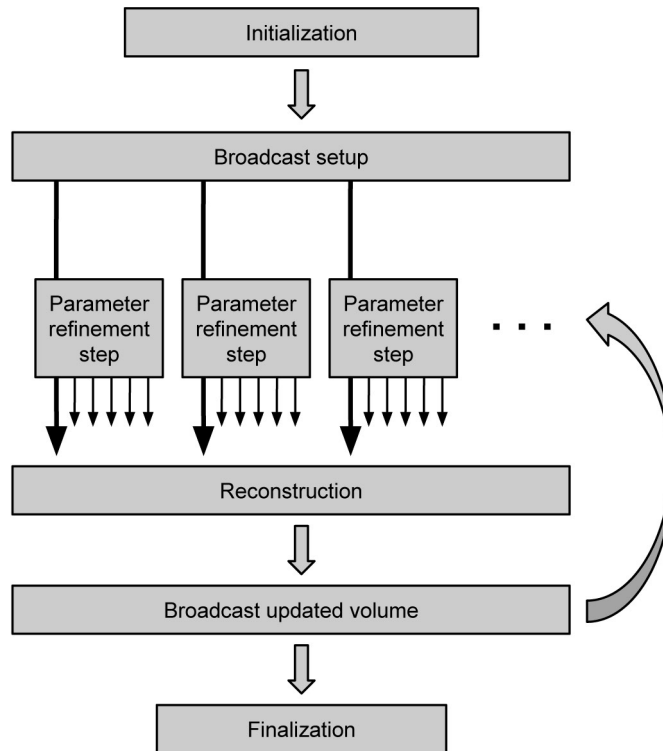 Initialization
Broadcast setup
Parameter
refinement
step
Parameter
refinement
step
Parameter
refinement
step
. . .
Reconstruction
Broadcast updated volume
Finalization